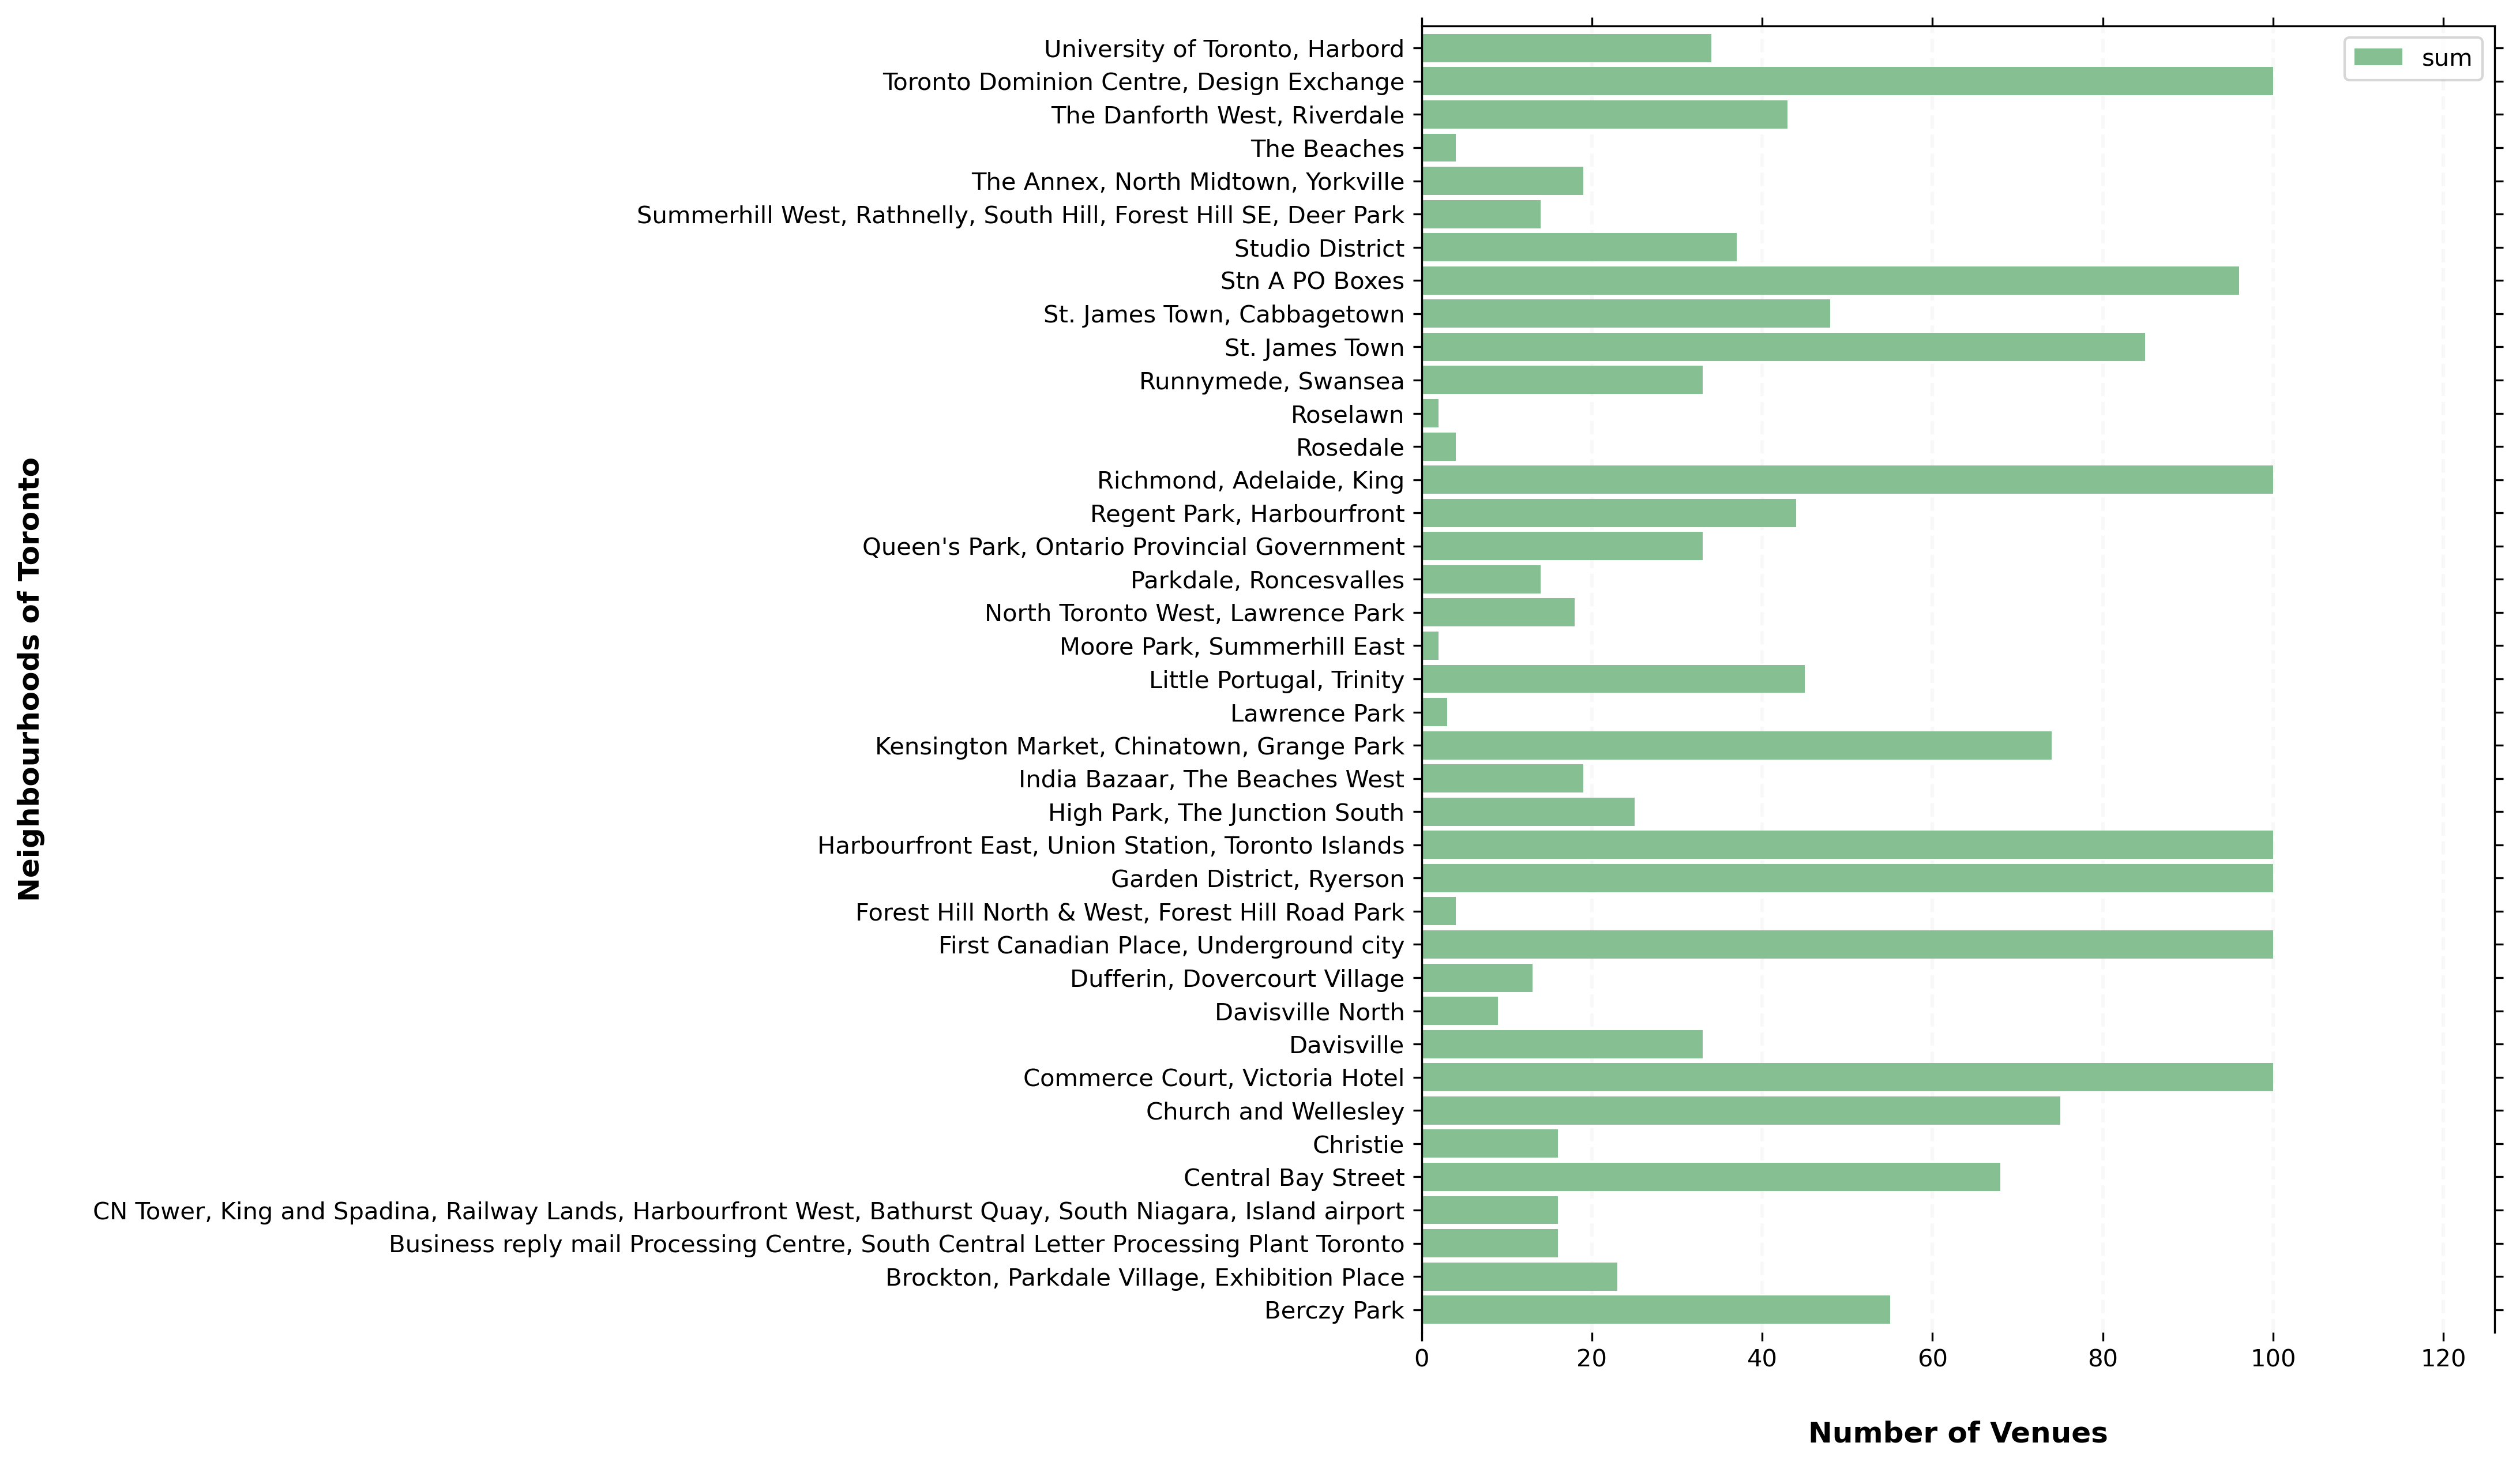 University of Toronto, Harbord
Toronto Dominion Centre, Design Exchange
The Danforth West, Riverdale
The Beaches
The Annex, North Midtown, Yorkville
Summerhill West, Rathnelly, South Hill, Forest Hill SE, Deer Park
Studio District
Stn A PO Boxes
St. James Town, Cabbagetown
St. James Town
Runnymede, Swansea
Roselawn
Rosedale
Richmond, Adelaide, King
Regent Park, Harbourfront
Queen's Park, Ontario Provincial Government
Parkdale, Roncesvalles
North Toronto West, Lawrence Park
Moore Park, Summerhill East
Little Portugal, Trinity
Lawrence Park
Kensington Market, Chinatown, Grange Park
India Bazaar, The Beaches West
High Park, The Junction South
Harbourfront East, Union Station, Toronto Islands
Garden District, Ryerson
Forest Hill North & West, Forest Hill Road Park
First Canadian Place, Underground city
Dufferin, Dovercourt Village
Davisville North
Davisville
Commerce Court, Victoria Hotel
Church and Wellesley
Christie
Central Bay Street
CN Tower, King and Spadina, Railway Lands, Harbourfront West, Bathurst Quay, South Niagara, Island airport
Business reply mail Processing Centre, South Central Letter Processing Plant Toronto
Brockton, Parkdale Village, Exhibition Place
Berczy Park
Neighbourhoods of Toronto
sum
0 20 40 60 80 100 120
Number of Venues